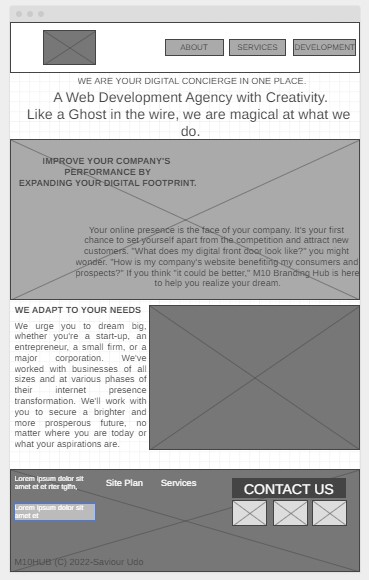 ABOUT
SERVICES
DEVELOPMENT
WE ARE YOUR DIGITAL CONCIERGE IN ONE PLACE.
A Web Development Agency with Creativity.
Like a Ghost in the wire, we are magical at what we
do.
IMPROVE YOUR COMPANY'S
PERFORMANCE BY
EXPANDING YOUR DIGITAL FOOTPRINT.
Your online presence is the face of your company. It's your first
chance to set yourself apart from the competition and attract new
customers. "What does my digital front door look like?" you might
wonder. "How is my company's website benefiting my consumers and
prospects?" If you think "it could be better," M10 Branding Hub is here
to help you realize your dream.
WE ADAPT TO YOUR NEEDS
We urge you to dream big,
whether you're a start-up, an
entrepreneur, a small firm, or a
major corporation. We've
worked with businesses of all
sizes and at various phases of
their internet presence
transformation. We'll work with
you to secure a brighter and
more prosperous future, no
matter where you are today or
what your aspirations are.
Lorem ipsum dolor sit
amet et et rter tgifn,
Site Plan
Services
CONTACT US
Lorem ipsum dolor sit
amet et
M10HUB (C) 2022-Saviour Udo